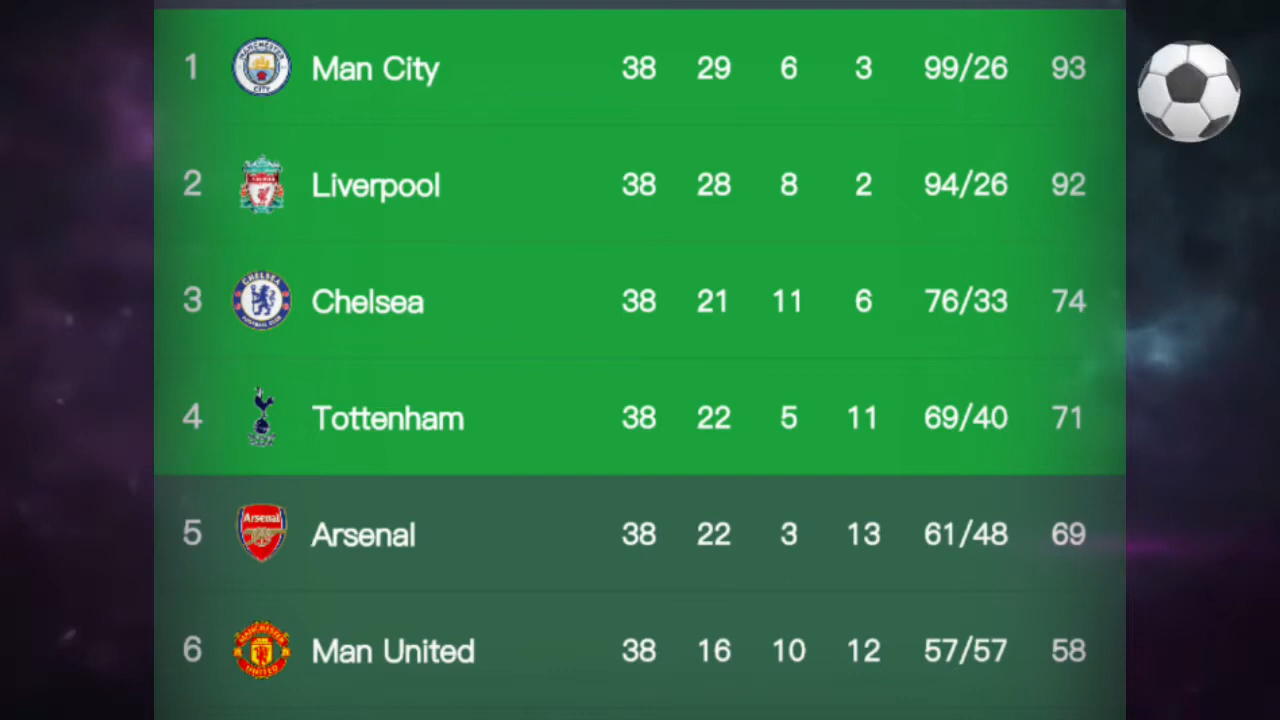 1 Man City 38 29 6 3 99/26 93
2 Liverpool 38 28 8 2 94/26 92
3 Chelsea 38 21 11 6 76/33 74
4 Tottenham 38 22 5 11 69/40 71
5 Arsenal 38 22 3 13 61/48 69
6 Man United 38 16 10 12 57/57 58